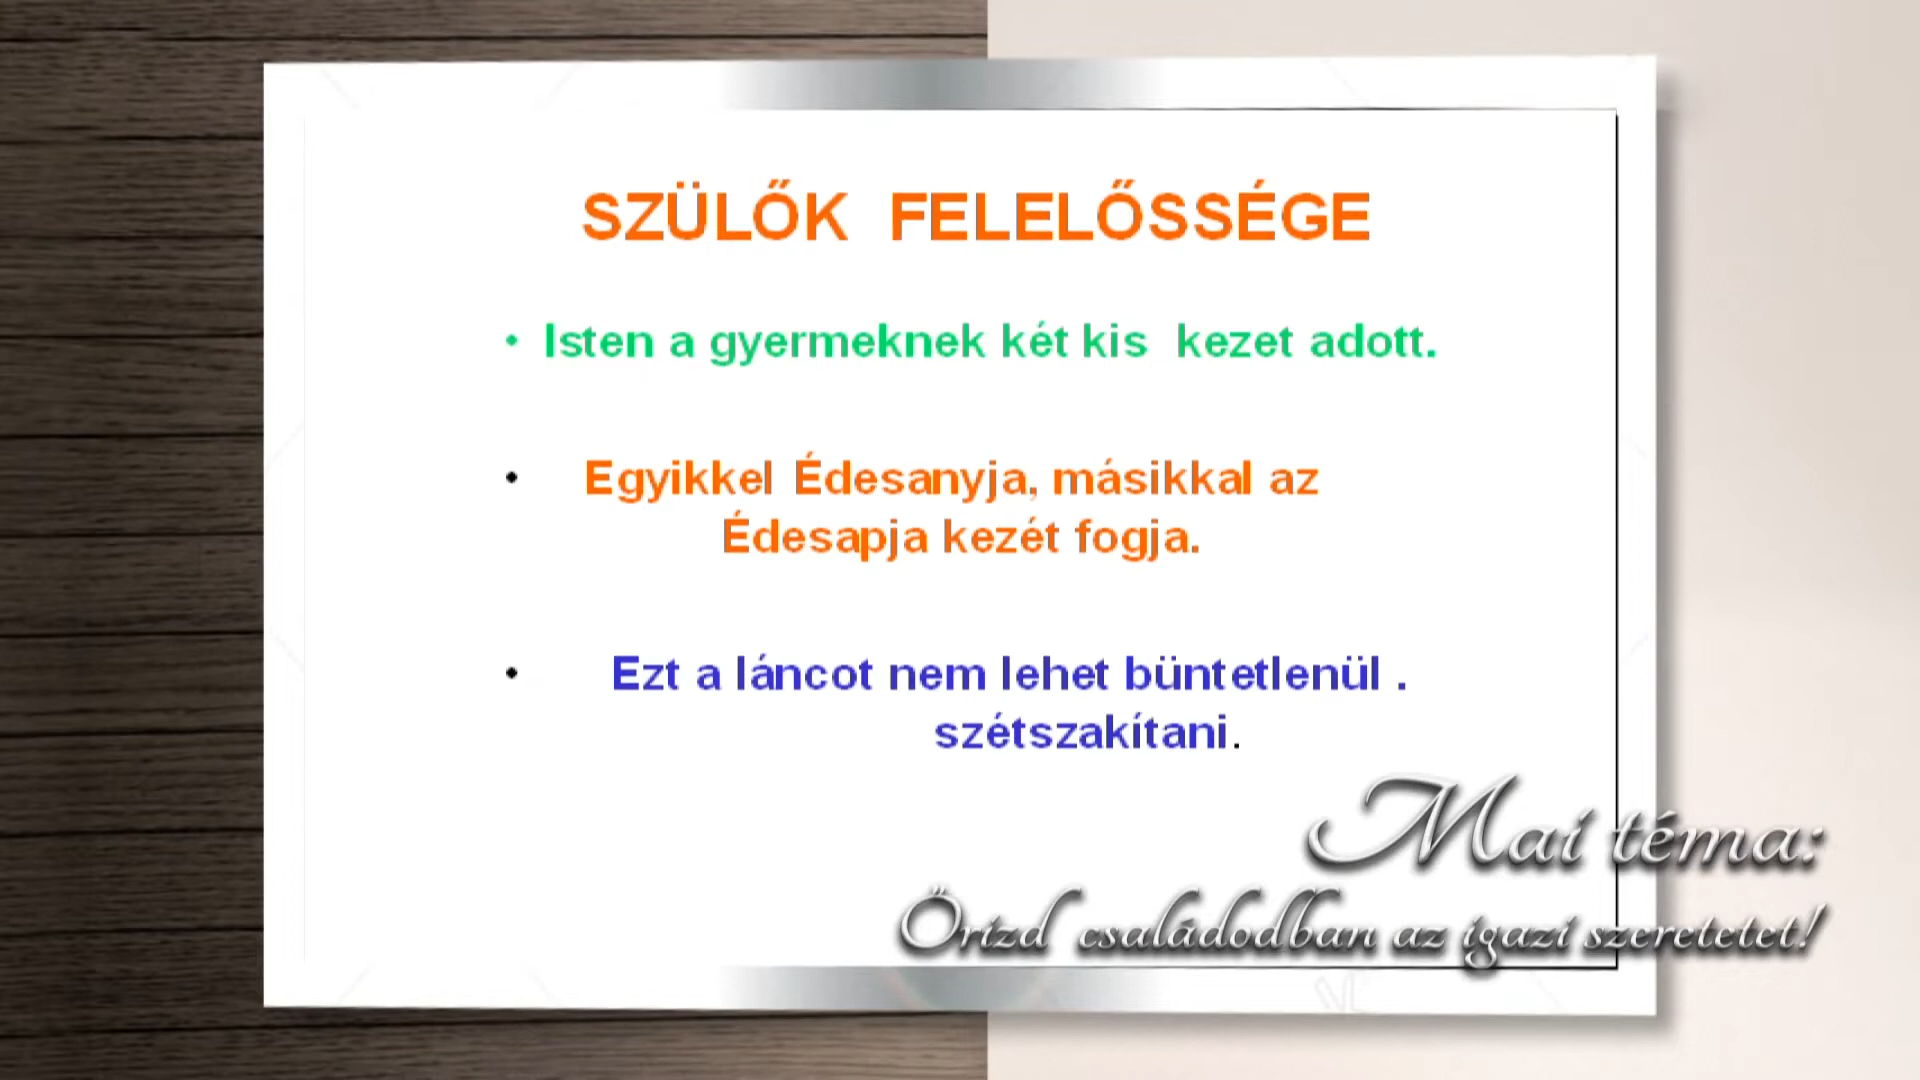 SZÜLŐK FELELŐSSÉGE
• Isten a gyermeknek két kis kezet adott.
• Egyikkel Édesanyja, másikkal az
Édesapja kezét fogja.
• Ezt a láncot nem lehet büntetlenül .
szétszakítani.
Mai téma:
Őrizd családodban az igazi szeretetet!